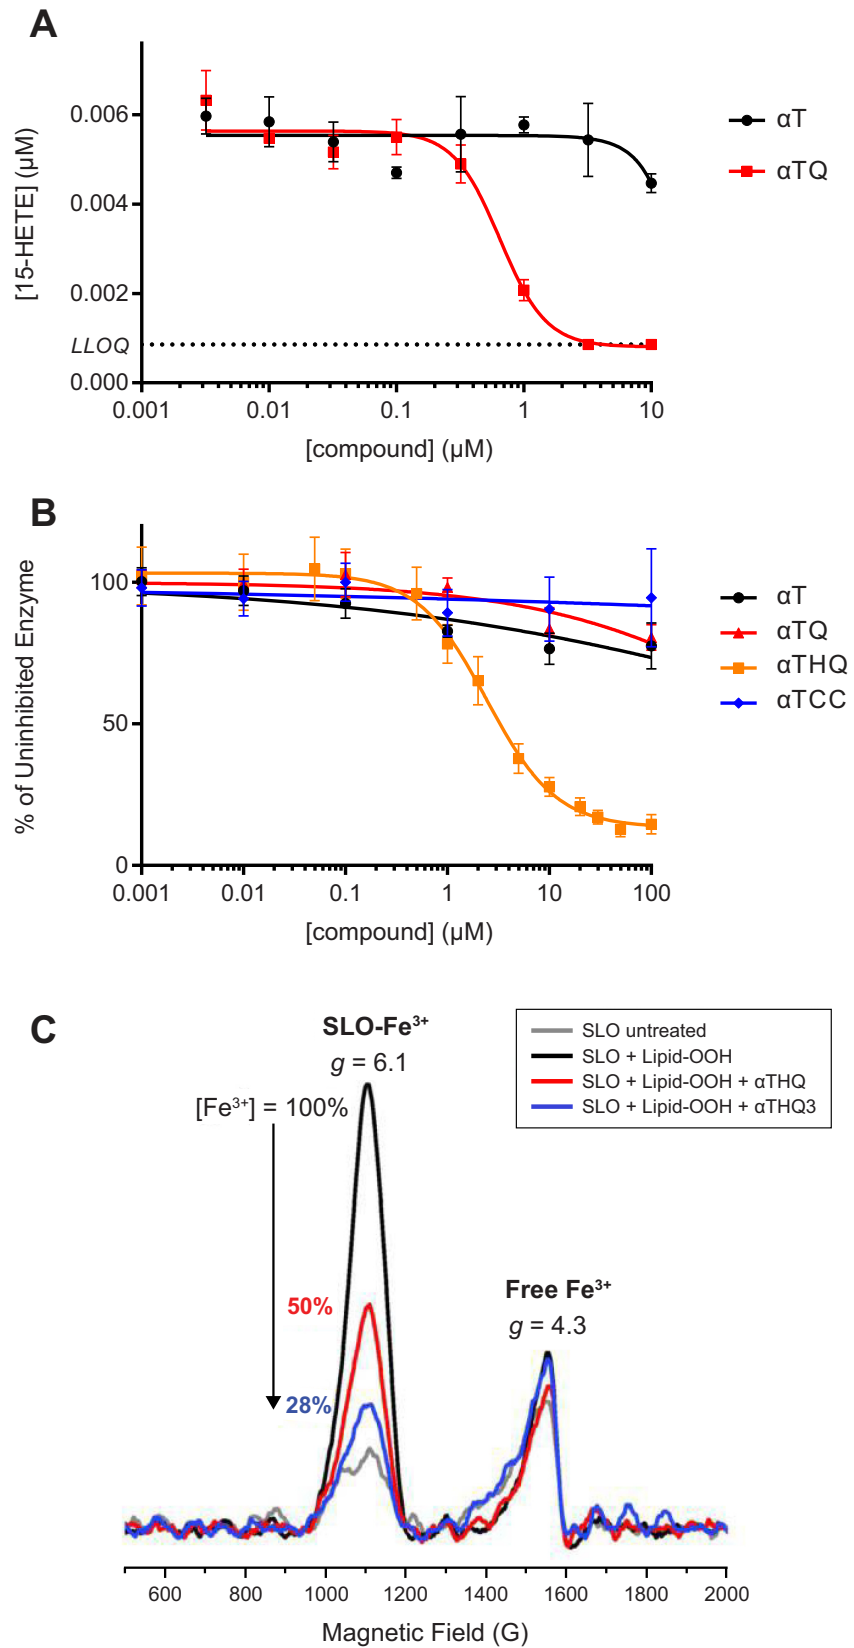 A
0.006
0.004
0.002
LLOQ
0.000
0.001 0.01 0.1 1 10
[compound] (µM)
[15-HETE] (µM)
αT
αTQ
B
100
50
0
0.001 0.01 0.1 1 10 100
[compound] (µM)
% of Uninhibited Enzyme
αT
αTQ
αTHQ
αTCC
C
SLO-Fe³⁺
g = 6.1
[Fe³⁺] = 100%
50%
28%
Free Fe³⁺
g = 4.3
SLO untreated
SLO + Lipid-OOH
SLO + Lipid-OOH + αTHQ
SLO + Lipid-OOH + αTHQ3
600 800 1000 1200 1400 1600 1800 2000
Magnetic Field (G)